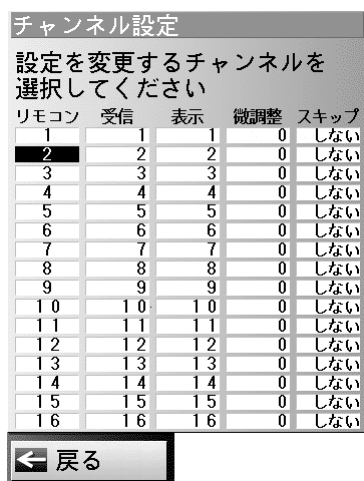 チャンネル設定
設定を変更するチャンネルを
選択してください
リモコン 受信 表示 微調整 スキップ
1 1 1 0 しない
2 2 2 0 しない
3 3 3 0 しない
4 4 4 0 しない
5 5 5 0 しない
6 6 6 0 しない
7 7 7 0 しない
8 8 8 0 しない
9 9 9 0 しない
10 10 10 0 しない
11 11 11 0 しない
12 12 12 0 しない
13 13 13 0 しない
14 14 14 0 しない
15 15 15 0 しない
16 16 16 0 しない
戻る